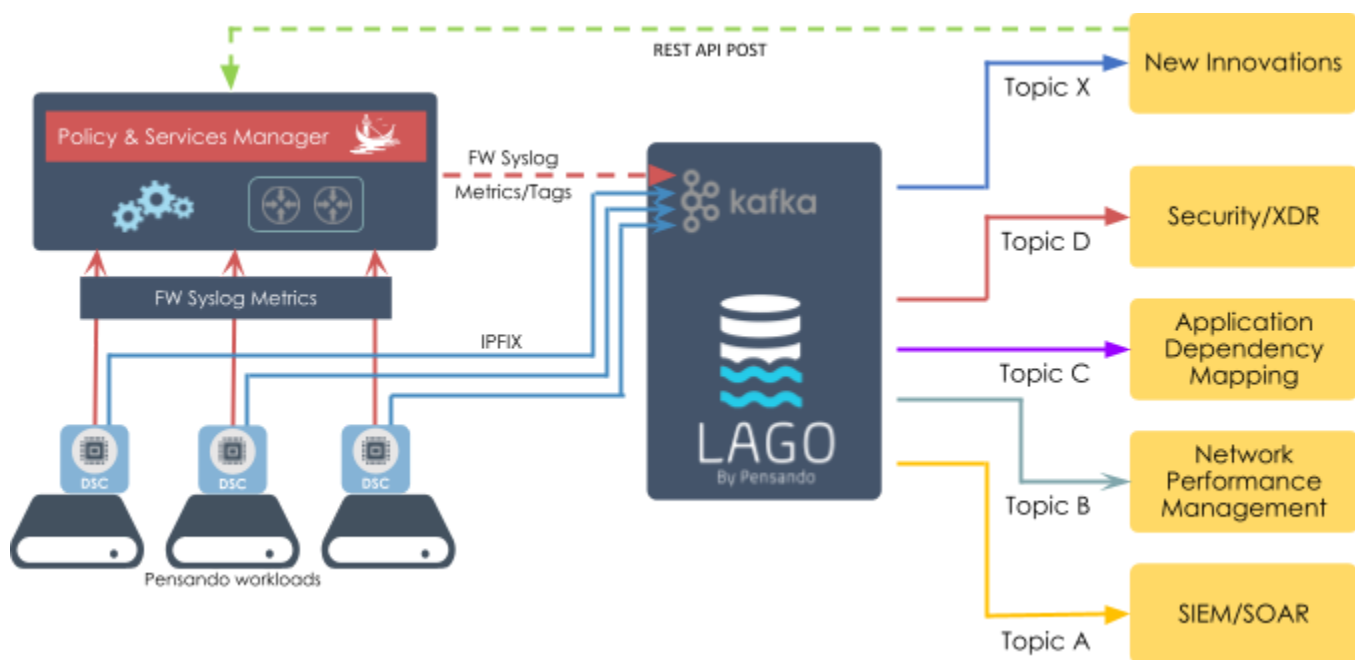 REST API POST
New Innovations
Topic X
Policy & Services Manager
FW Syslog
Metrics/Tags
kafka
Security/XDR
Topic D
FW Syslog Metrics
IPFIX
Application
Dependency
Mapping
Topic C
LAGO
By Pensando
Network
Performance
Management
Topic B
DSC
DSC
DSC
Pensando workloads
SIEM/SOAR
Topic A